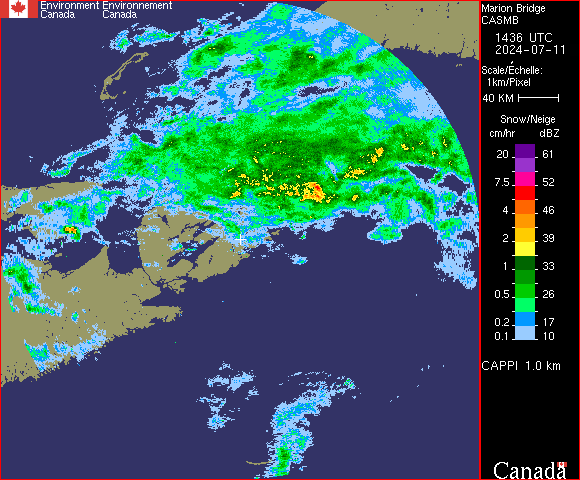 Environment Environnement
Canada Canada
Marion Bridge
CASMB
1436 UTC
2024-07-11
Scale/Échelle:
1km/Pixel
40 KM
Snow/Neige
cm/hr dBZ
20 61
7.5 52
4 46
2 39
1 33
0.5 26
0.2 17
0.1 10
CAPPI 1.0 km
Canada